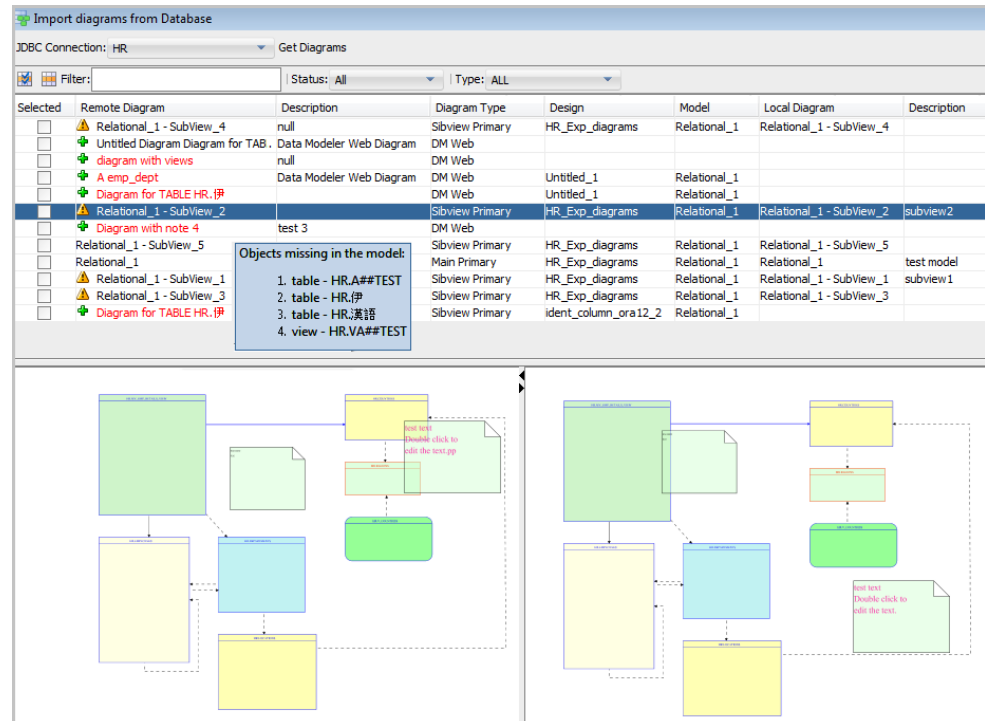 Import diagrams from Database
JDBC Connection: HR Get Diagrams
Filter: Status: All Type: ALL
Selected Remote Diagram Description Diagram Type Design Model Local Diagram Description
Relational_1 - SubView_4 null Sibview Primary HR_Exp_diagrams Relational_1 Relational_1 - SubView_4
Untitled Diagram Diagram for TAB. Data Modeler Web Diagram DM Web
diagram with views null DM Web
A emp_dept Data Modeler Web Diagram DM Web Untitled_1 Relational_1
Diagram for TABLE HR.伊 DM Web Untitled_1 Relational_1
Relational_1 - SubView_2 Sibview Primary HR_Exp_diagrams Relational_1 Relational_1 - SubView_2 subview2
Diagram with note 4 test 3 DM Web
Relational_1 - SubView_5 Sibview Primary HR_Exp_diagrams Relational_1 Relational_1 - SubView_5
Relational_1 Main Primary HR_Exp_diagrams Relational_1 Relational_1 test model
Relational_1 - SubView_1 Sibview Primary HR_Exp_diagrams Relational_1 Relational_1 - SubView_1 subview1
Relational_1 - SubView_3 Sibview Primary HR_Exp_diagrams Relational_1 Relational_1 - SubView_3
Diagram for TABLE HR.伊 Sibview Primary ident_column_ora12_2 Relational_1
Objects missing in the model:
1. table - HR.A##TEST
2. table - HR.伊
3. table - HR.漢語
4. view - HR.VA##TEST
test text
Double click to
edit the text.pp
test text
Double click to
edit the text.